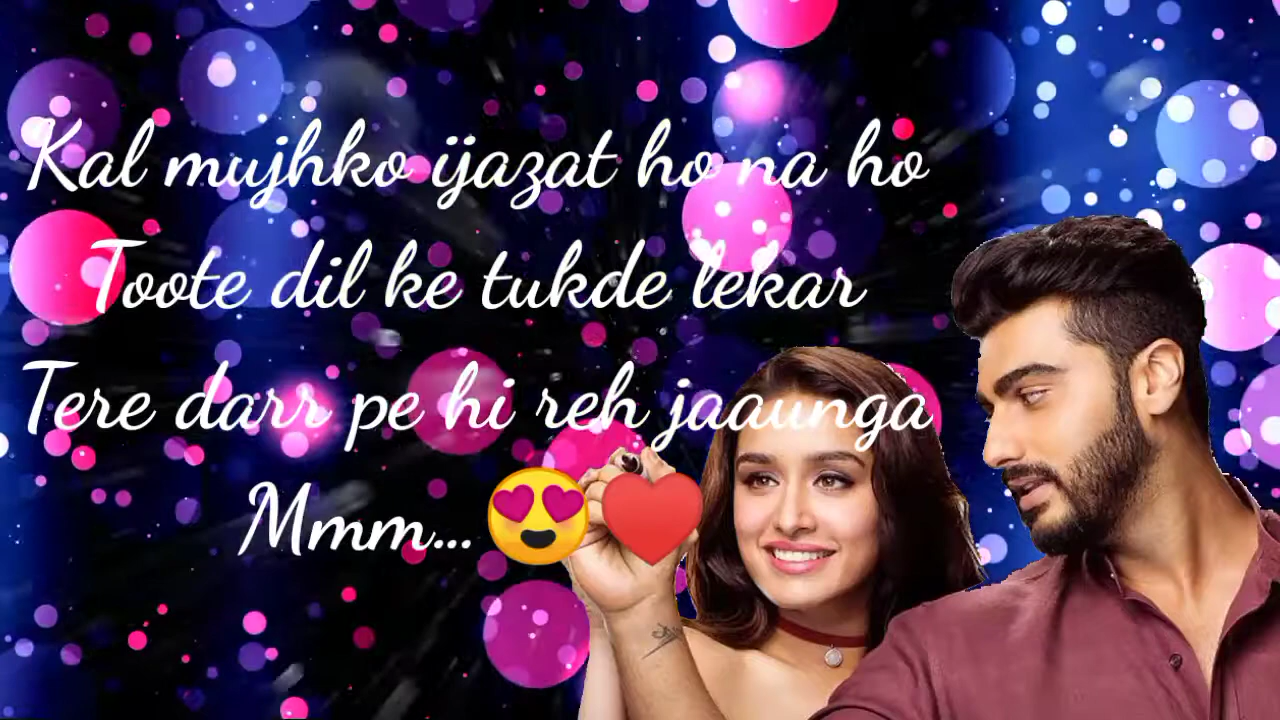 Kal mujhko ijazat ho na ho
Toote dil ke tukde lekar
Tere darr pe hi reh jaaunga
Mmm...😍❤️